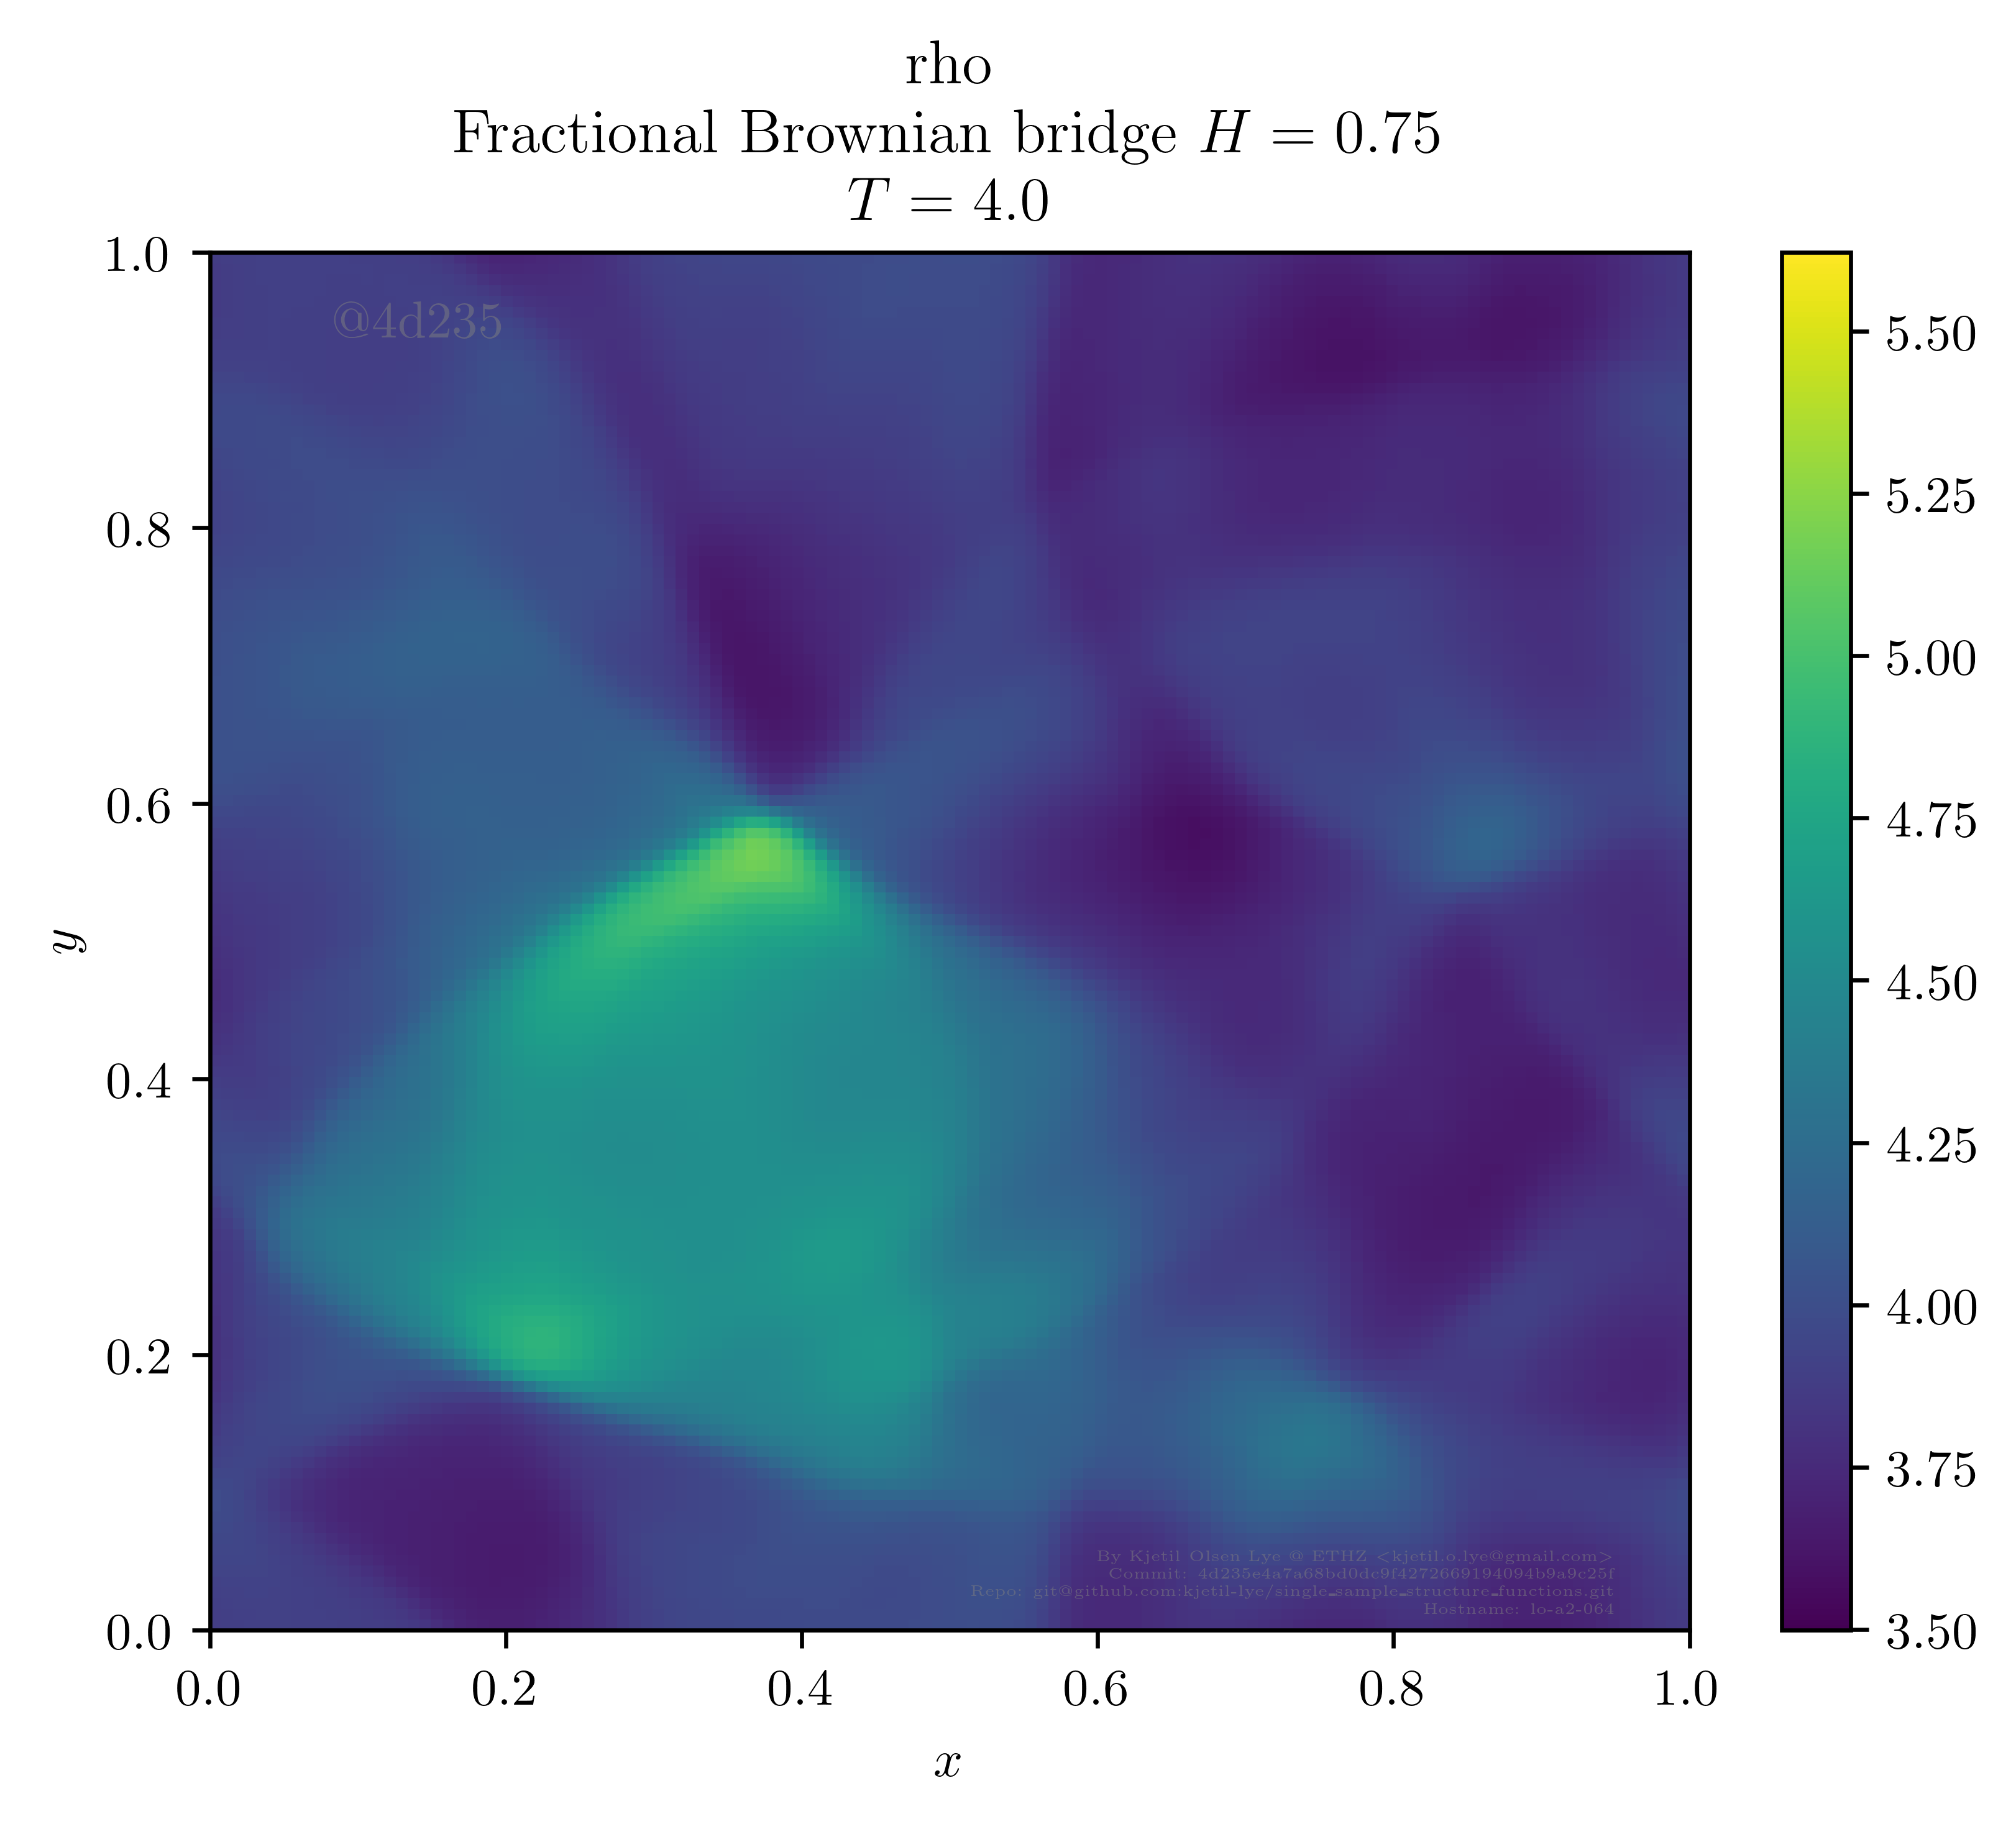 rho
Fractional Brownian bridge H = 0.75
T = 4.0
1.0
0.8
0.6
0.4
0.2
0.0
y
@4d235
By Kjetil Olsen Lye @ ETHZ <kjetil.o.lye@gmail.com>
Commit: 4d235e4a7a68bd0dc9f4272669194094b9a9c25f
Repo: git@github.com:kjetil-lye/single_sample_structure_functions.git
Hostname: lo-a2-064
0.0 0.2 0.4 0.6 0.8 1.0
x
5.50
5.25
5.00
4.75
4.50
4.25
4.00
3.75
3.50